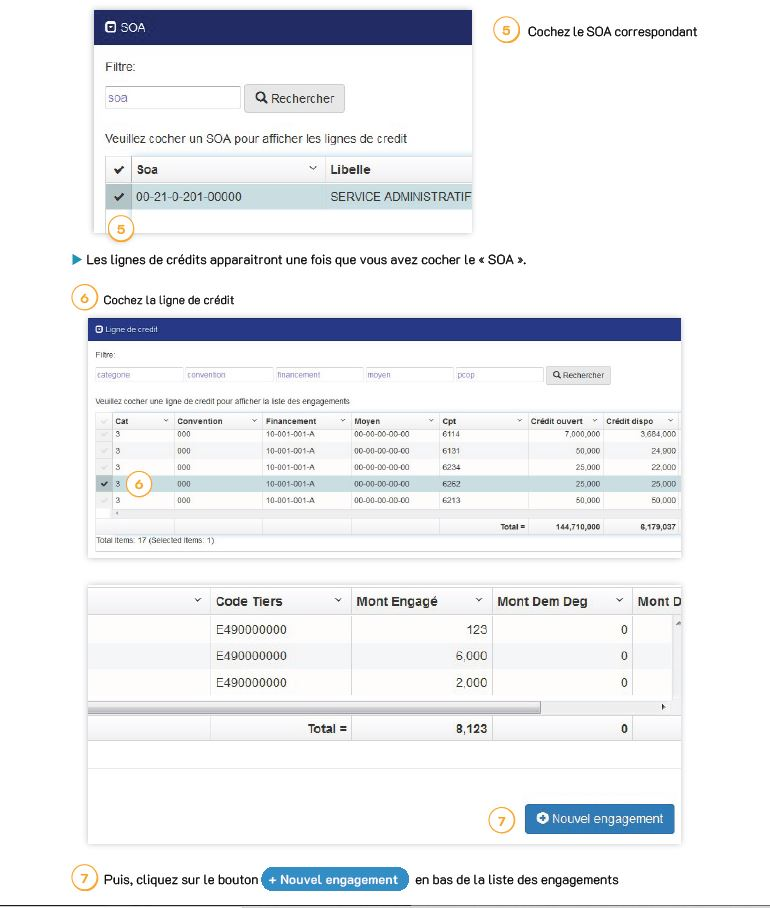 SOA
5 Cochez le SOA correspondant
Filtre:
soa Rechercher
Veuillez cocher un SOA pour afficher les lignes de credit
Soa Libelle
00-21-0-201-00000 SERVICE ADMINISTRATIF
5
Les lignes de crédits apparaitront une fois que vous avez cocher le « SOA ».
6 Cochez la ligne de crédit
Ligne de credit
Filtre:
categorie convention financement moyen pcop Rechercher
Veuillez cocher une ligne de credit pour afficher la liste des engagements
Cat Convention Financement Moyen Cpt Crédit ouvert Crédit dispo
3 000 10-001-001-A 00-00-00-00-00 6114 7,000,000 3,684,000
3 000 10-001-001-A 00-00-00-00-00 6131 50,000 24,900
3 000 10-001-001-A 00-00-00-00-00 6234 25,000 22,000
3 6 000 10-001-001-A 00-00-00-00-00 6262 25,000 25,000
3 000 10-001-001-A 00-00-00-00-00 6213 50,000 50,000
Total = 144,710,000 6,179,037
Total Items: 17 (Selected Items: 1)
Code Tiers Mont Engagé Mont Dem Deg Mont D
E490000000 123 0
E490000000 6,000 0
E490000000 2,000 0
Total = 8,123 0
7 Nouvel engagement
7 Puis, cliquez sur le bouton + Nouvel engagement en bas de la liste des engagements